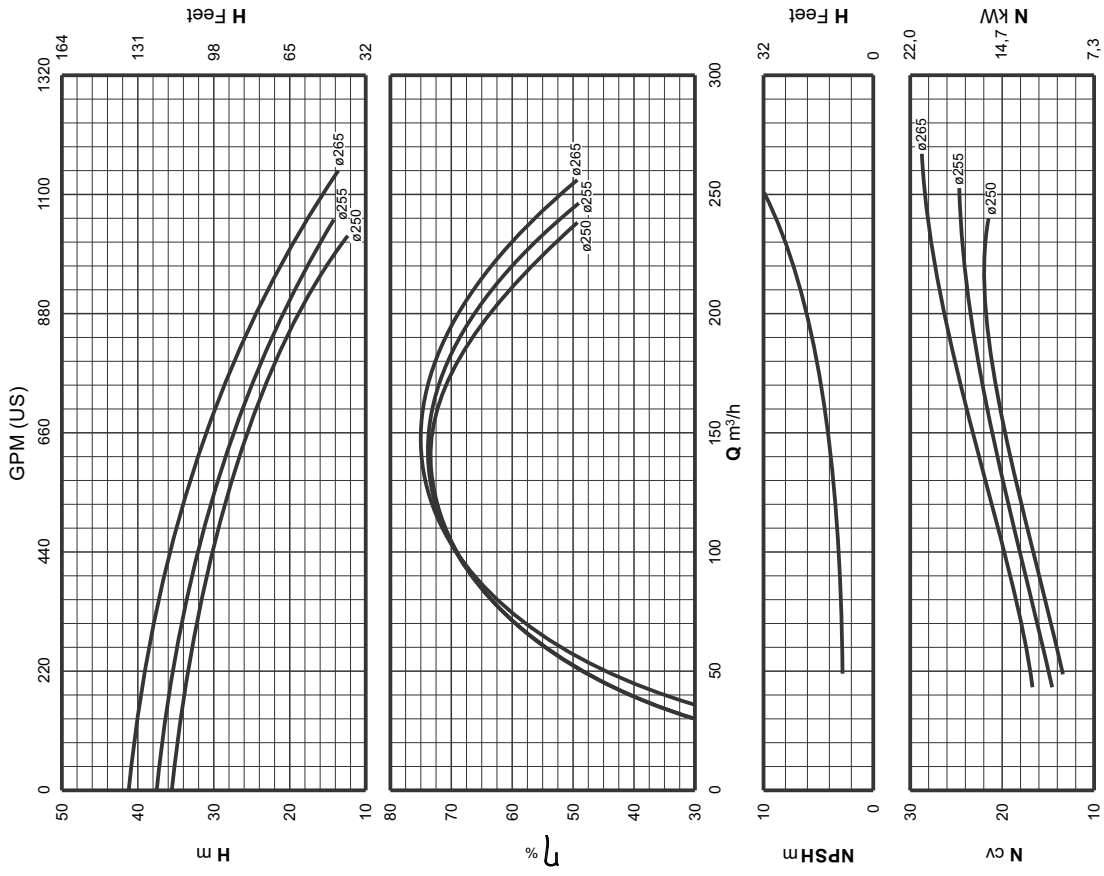 GPM (US)
0 220 440 660 880 1100 1320
H m
50
40
30
20
10
H Feet
164
131
98
65
32
ø265
ø255
ø250
η %
80
70
60
50
40
30
ø265
ø255
ø250
0 50 100 150 200 250 300
Q m³/h
NPSH m
10
0
H Feet
32
0
N cv
30
20
10
N kW
22,0
14,7
7,3
ø265
ø255
ø250